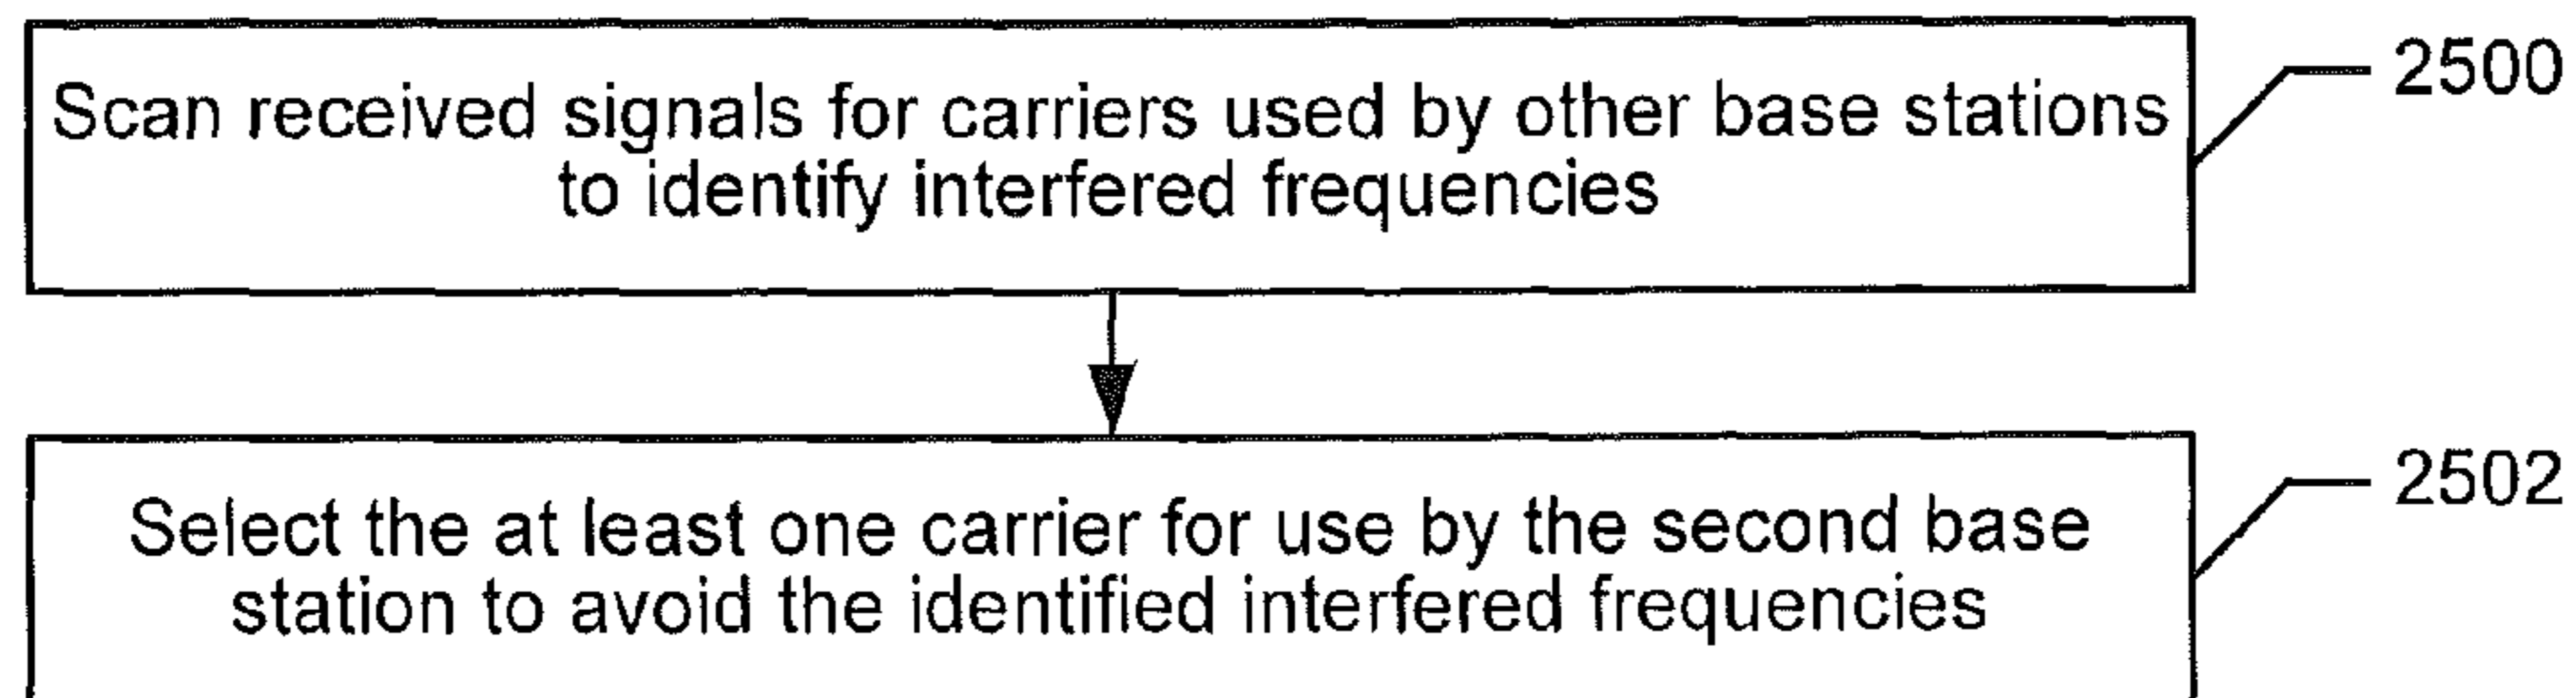 Scan received signals for carriers used by other base stations
to identify interfered frequencies
2500
Select the at least one carrier for use by the second base
station to avoid the identified interfered frequencies
2502